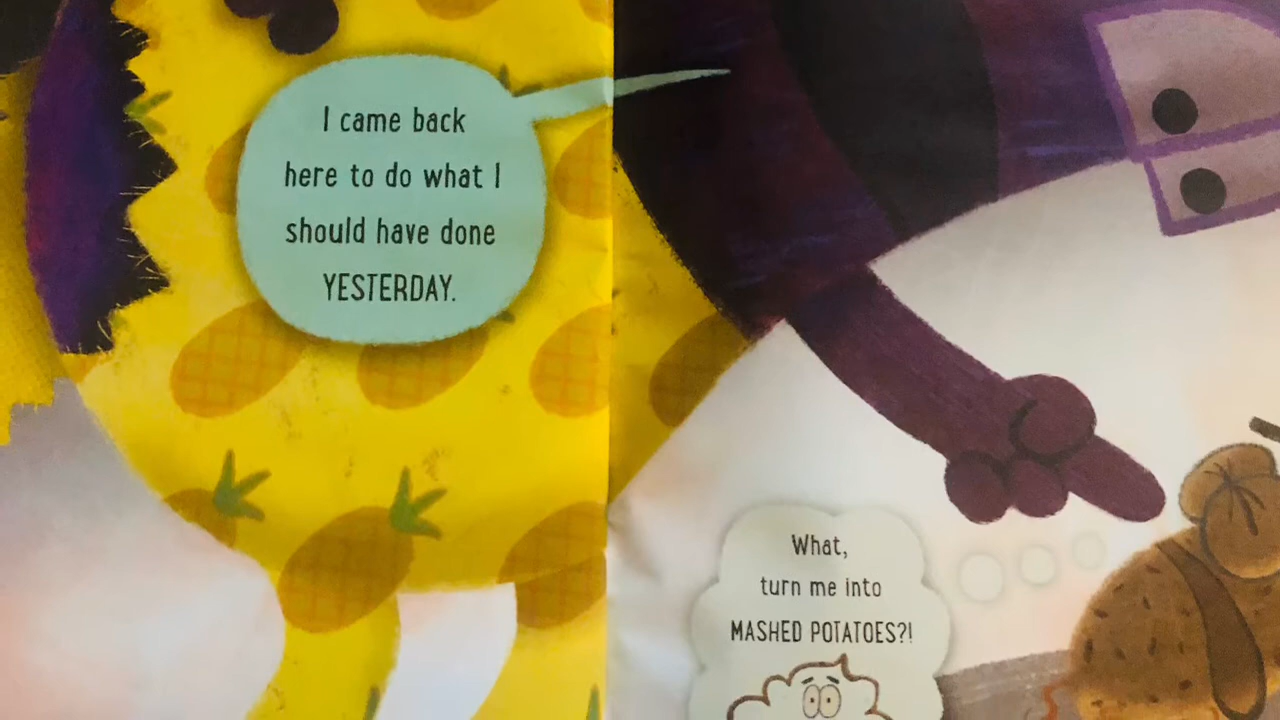 I came back
here to do what I
should have done
YESTERDAY.
What,
turn me into
MASHED POTATOES?!